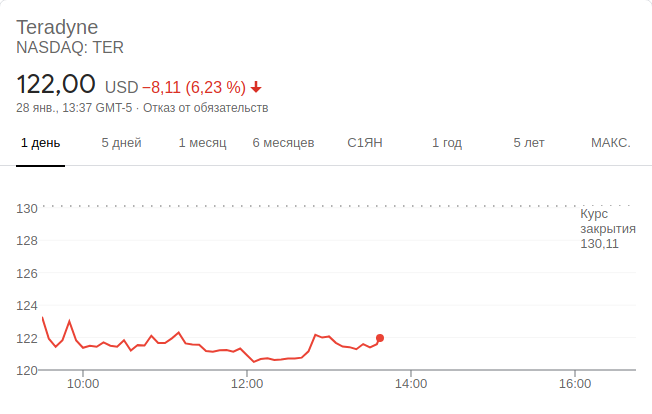 Teradyne
NASDAQ: TER
122,00 USD −8,11 (6,23 %)
28 янв., 13:37 GMT-5 · Отказ от обязательств
1 день 5 дней 1 месяц 6 месяцев С1ЯН 1 год 5 лет МАКС.
130
Курс
закрытия
130,11
128
126
124
122
120
10:00 12:00 14:00 16:00